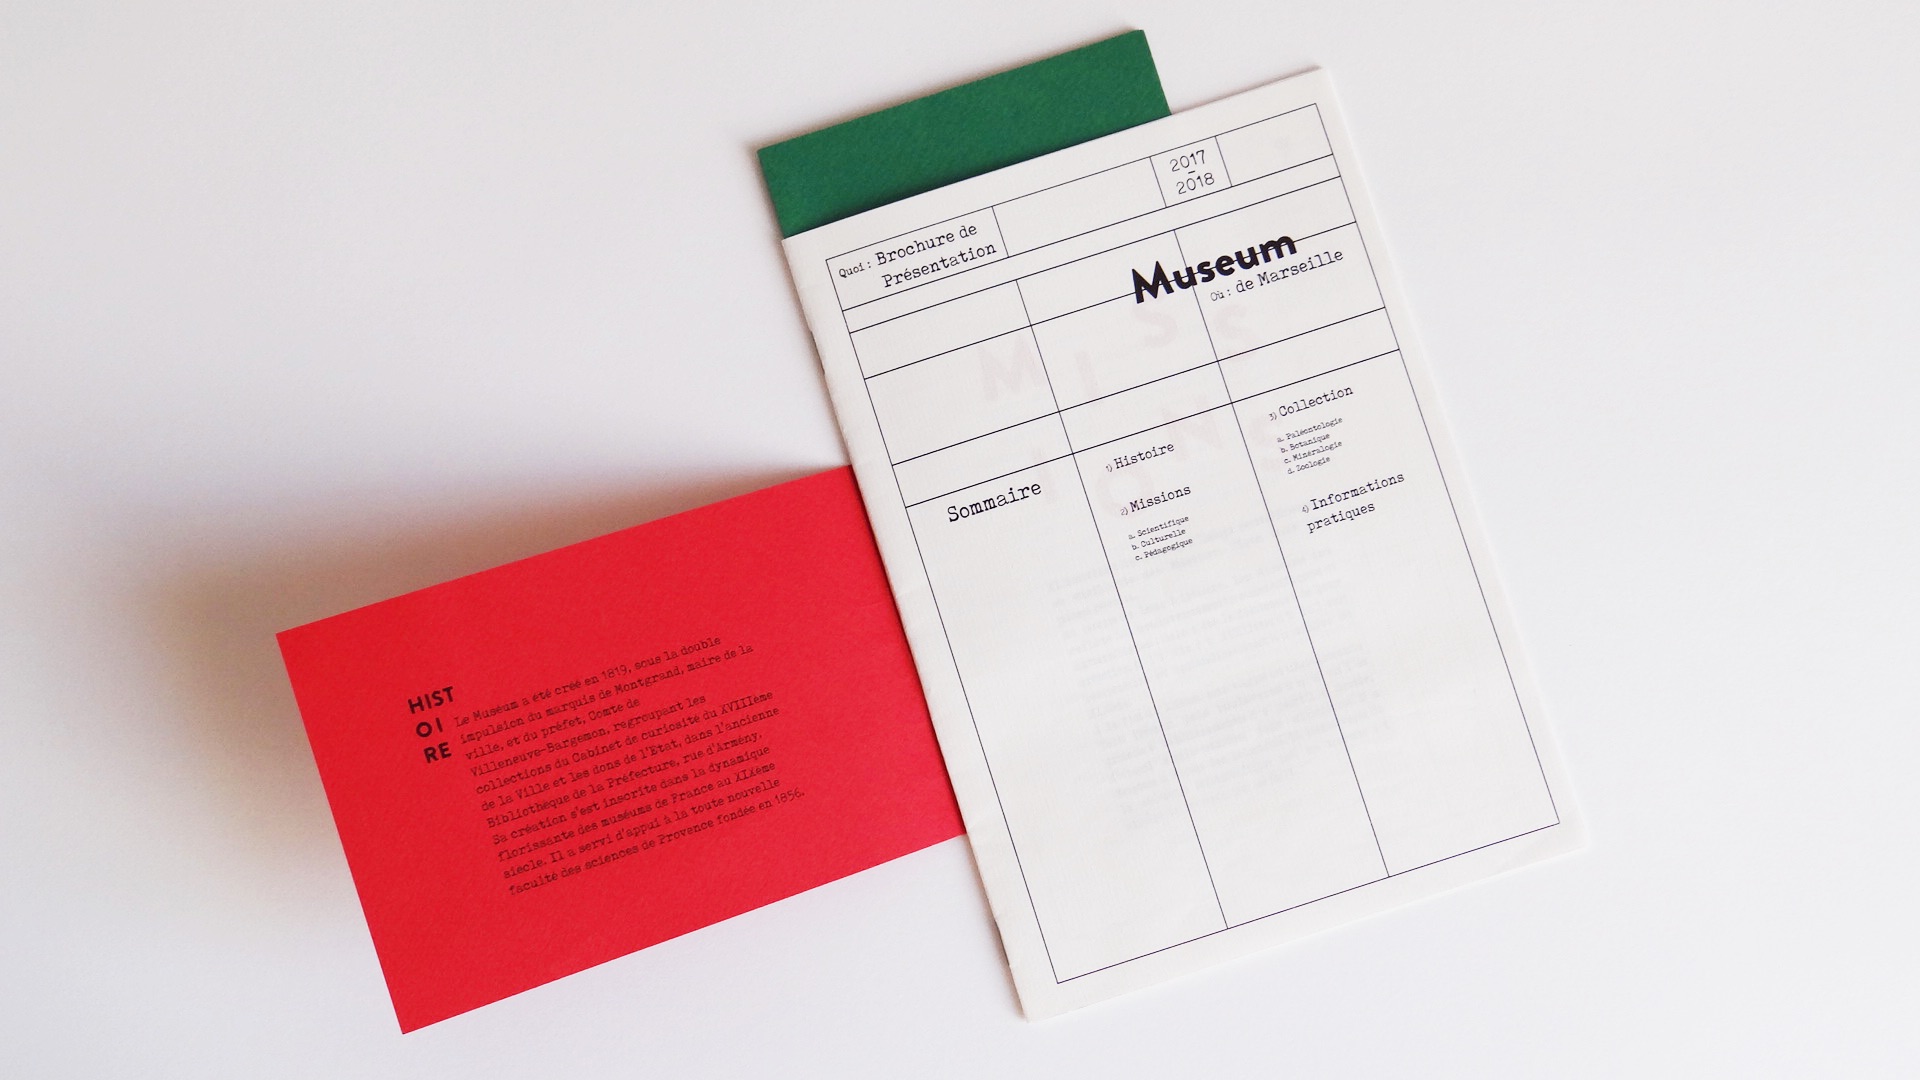 Quoi : Brochure de
Présentation
2017
–
2018
Museum
Où : de Marseille
Sommaire
1) Histoire
2) Missions
a. Scientifique
b. Culturelle
c. Pédagogique
3) Collection
a. Paléontologie
b. Botanique
c. Minéralogie
d. Zoologie
4) Informations
pratiques
HIST
OI
RE
Le Muséum a été créé en 1819, sous la double
impulsion du marquis de Montgrand, maire de la
ville, et du préfet, Comte de
Villeneuve-Bargemon, regroupant les
collections du Cabinet de curiosité du XVIIIème
de la Ville et les dons de l'Etat, dans l'ancienne
Bibliothèque de la Préfecture, rue d'Armény.
Sa création s'est inscrite dans la dynamique
florissante des muséums de France au XIXème
siècle. Il a servi d'appui à la toute nouvelle
faculté des sciences de Provence fondée en 1856.